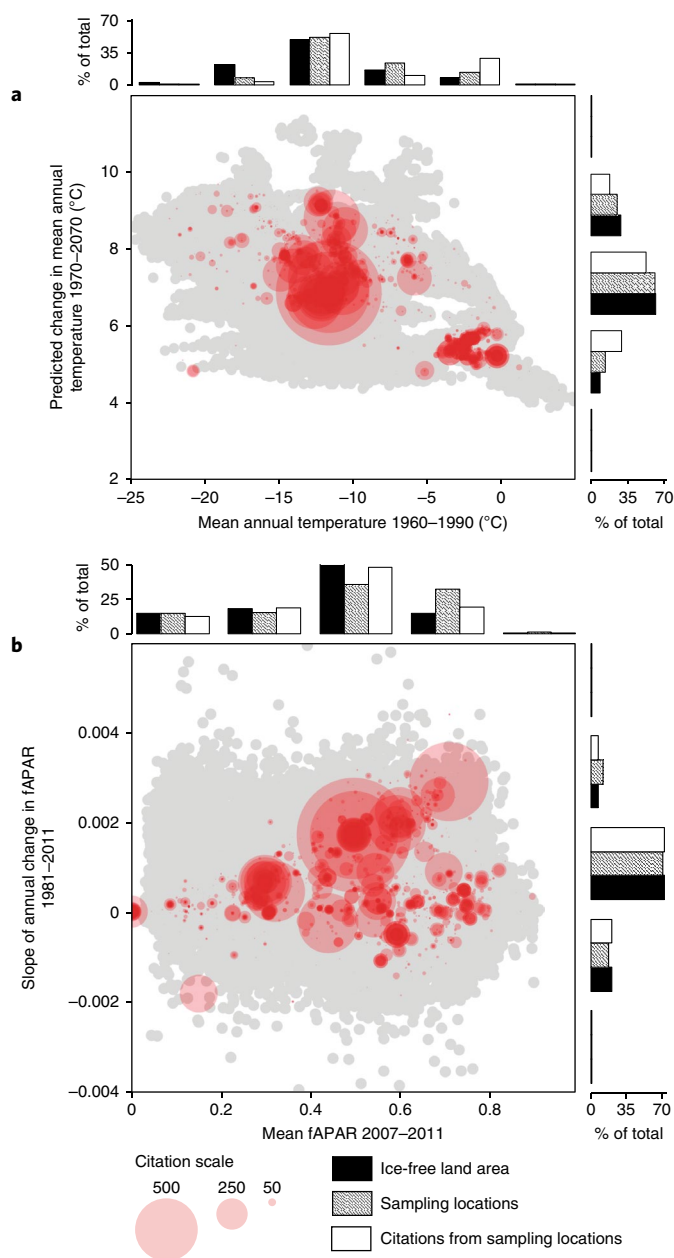 70
35
0
% of total
a
10
8
6
4
2
Predicted change in mean annual
temperature 1970–2070 (°C)
−25
−20
−15
−10
−5
0
Mean annual temperature 1960–1990 (°C)
0
35
70
% of total
50
25
0
% of total
b
0.004
0.002
0
−0.002
−0.004
Slope of annual change in fAPAR
1981–2011
0
0.2
0.4
0.6
0.8
Mean fAPAR 2007–2011
0
35
70
% of total
Citation scale
500
250
50
Ice-free land area
Sampling locations
Citations from sampling locations